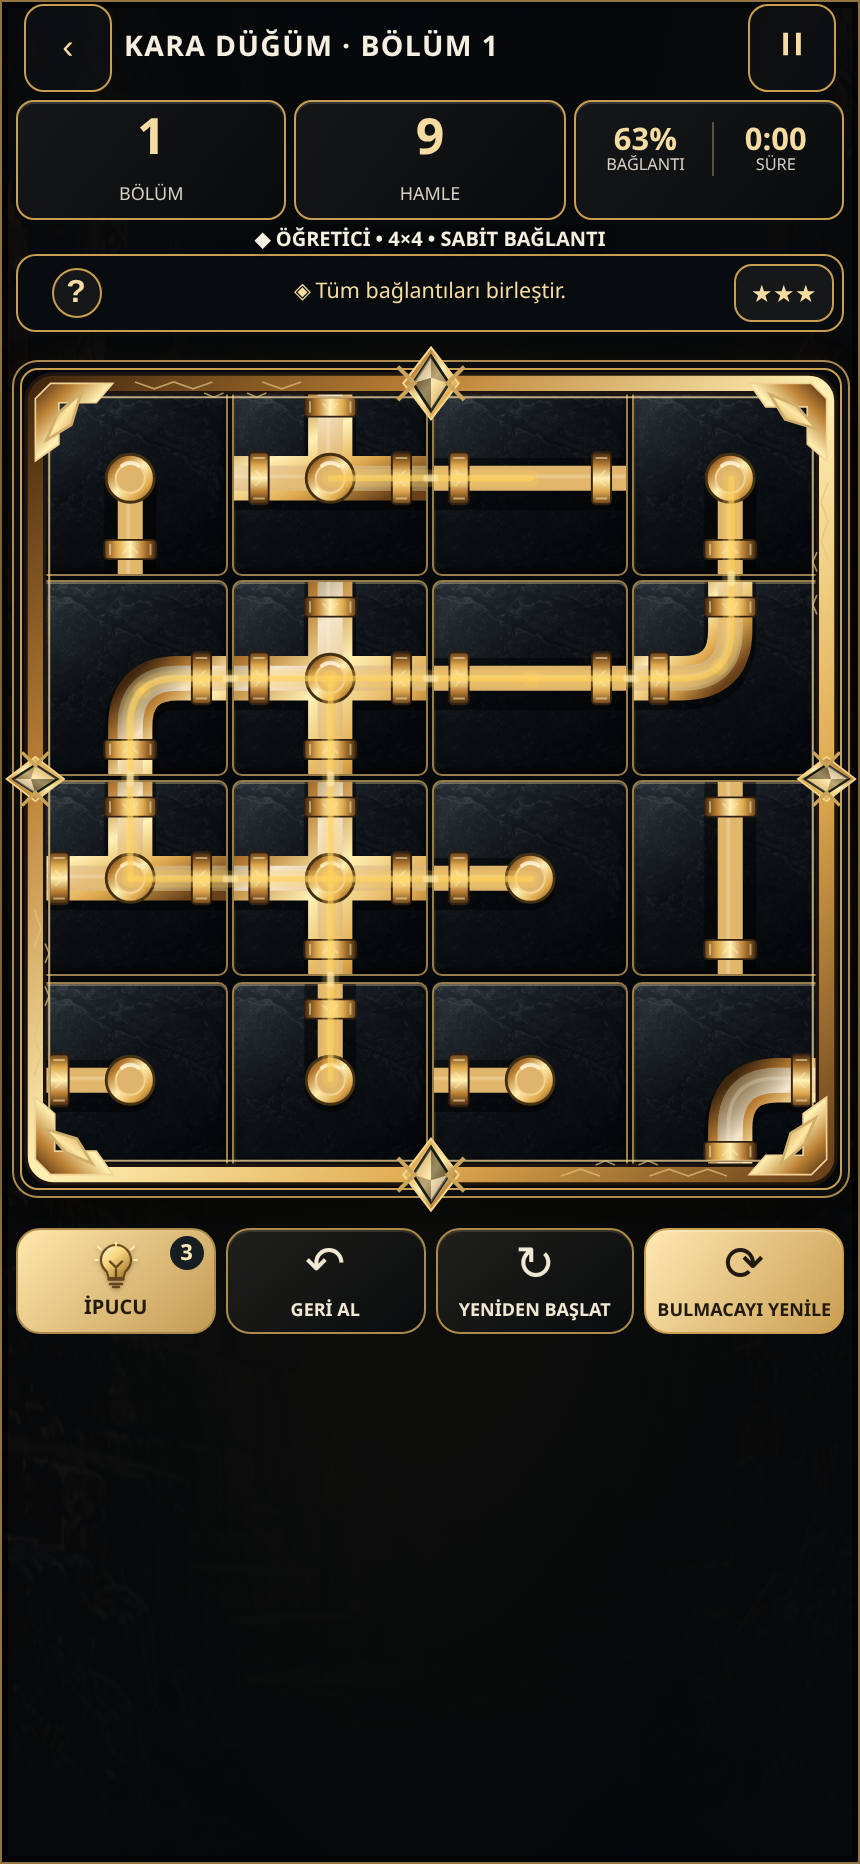 ‹ KARA DÜĞÜM · BÖLÜM 1
1
BÖLÜM
9
HAMLE
63%
BAĞLANTI
0:00
SÜRE
◆ ÖĞRETİCİ • 4×4 • SABİT BAĞLANTI
?
◈ Tüm bağlantıları birleştir.
★★★
3
İPUCU
GERİ AL
YENİDEN BAŞLAT
BULMACAYI YENİLE